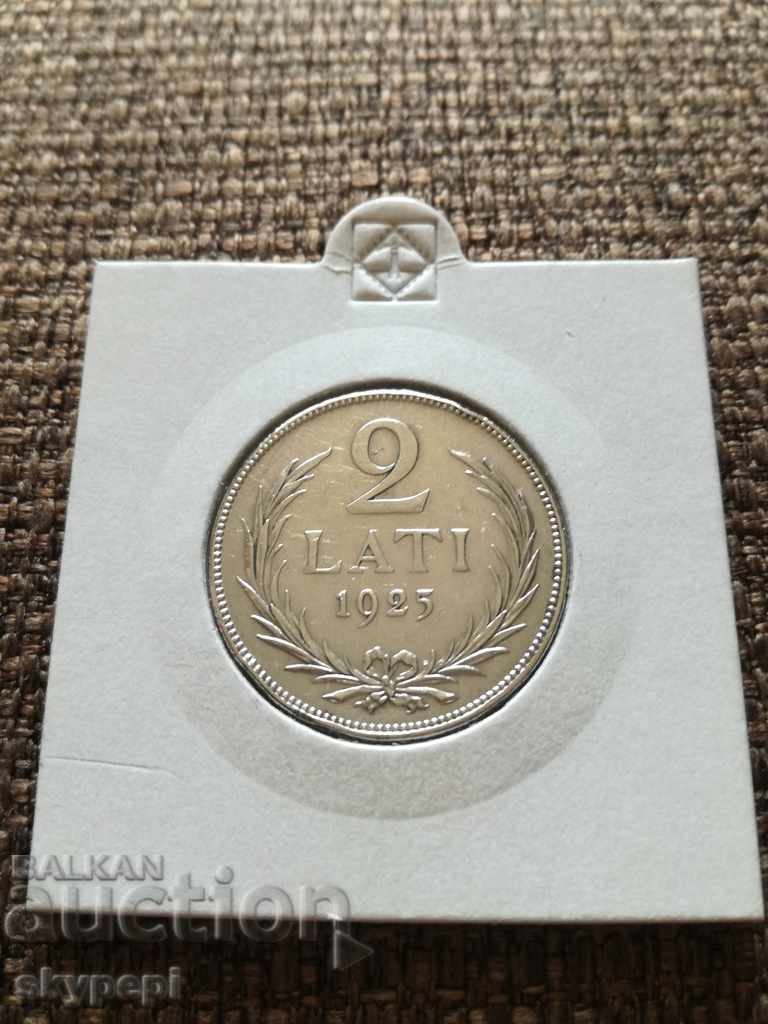 2
LATI
1925
BALKAN
auction
skypepi